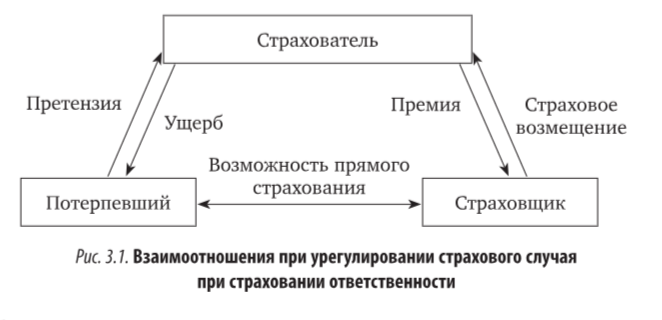 Страхователь
Претензия
Ущерб
Премия
Страховое
возмещение
Возможность прямого
страхования
Потерпевший
Страховщик
Рис. 3.1. Взаимоотношения при урегулировании страхового случая
при страховании ответственности